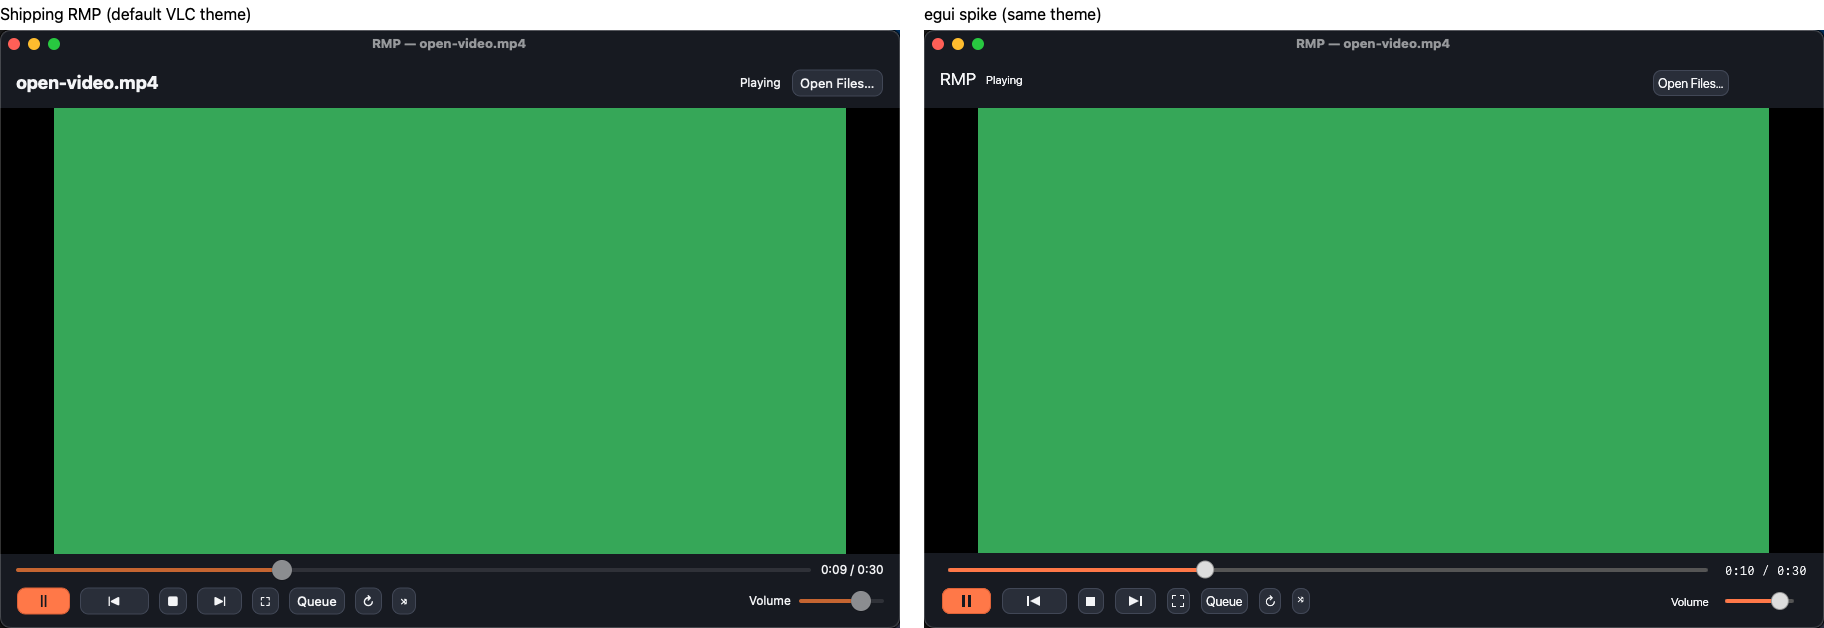 Shipping RMP (default VLC theme)
RMP — open-video.mp4
open-video.mp4
Playing
Open Files...
0:09 / 0:30
Queue
Volume
egui spike (same theme)
RMP — open-video.mp4
RMP
Playing
Open Files...
0:10 / 0:30
Queue
Volume